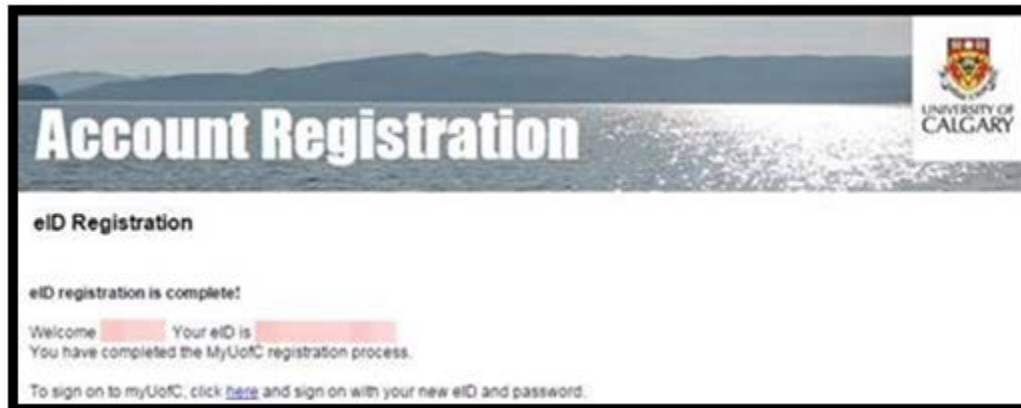 Account Registration
UNIVERSITY OF
CALGARY
eID Registration
eID registration is complete!
Welcome Your eID is
You have completed the MyUofC registration process.
To sign on to myUofC, click here and sign on with your new eID and password.